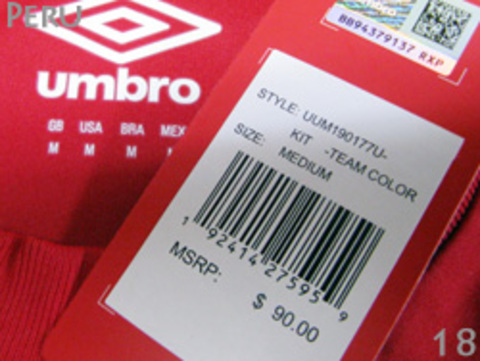 PERU
umbro
GB USA BRA MEX
M M M
BB94379137 RXP
STYLE: UUM190177U-
KIT -TEAM COLOR
SIZE: MEDIUM
1 92414 27595 9
MSRP:
$ 90.00
18